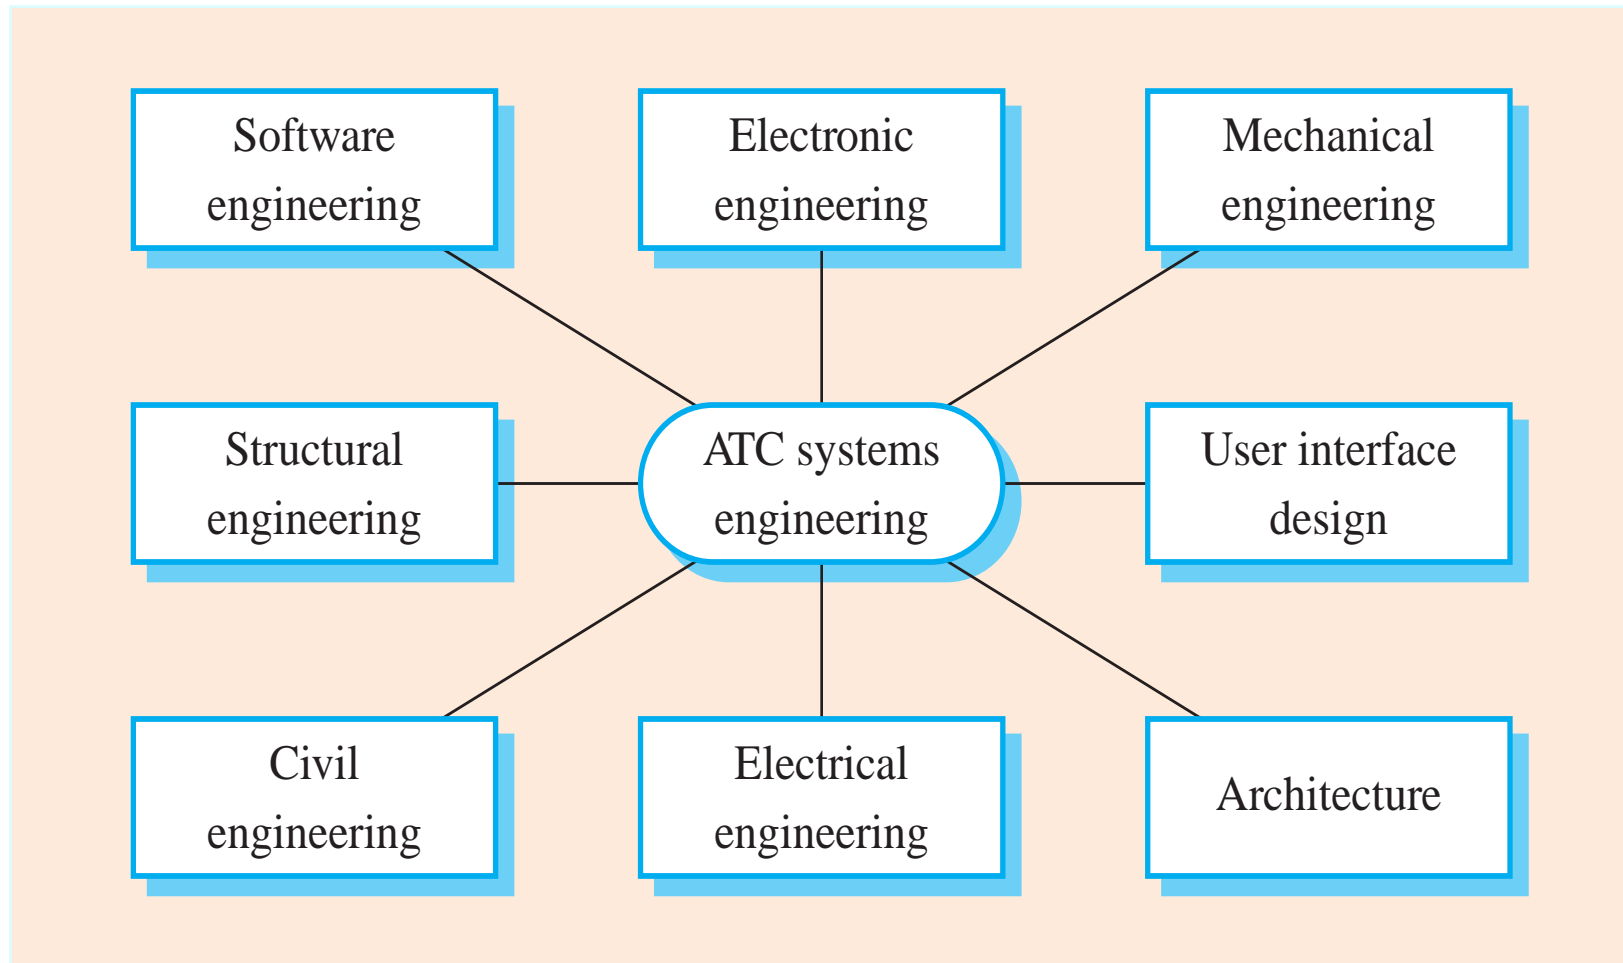 Software
engineering
Electronic
engineering
Mechanical
engineering
Structural
engineering
ATC systems
engineering
User interface
design
Civil
engineering
Electrical
engineering
Architecture